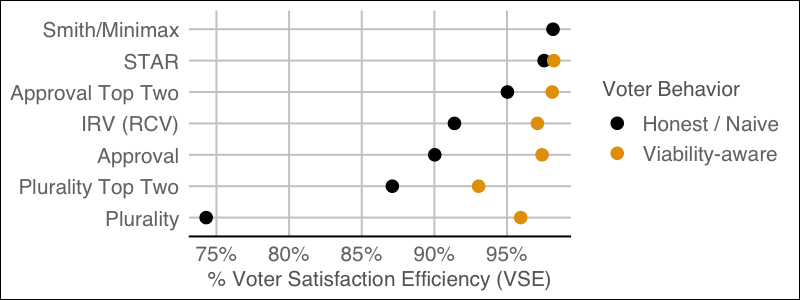 Smith/Minimax
STAR
Approval Top Two
IRV (RCV)
Approval
Plurality Top Two
Plurality
75% 80% 85% 90% 95%
% Voter Satisfaction Efficiency (VSE)
Voter Behavior
Honest / Naive
Viability-aware